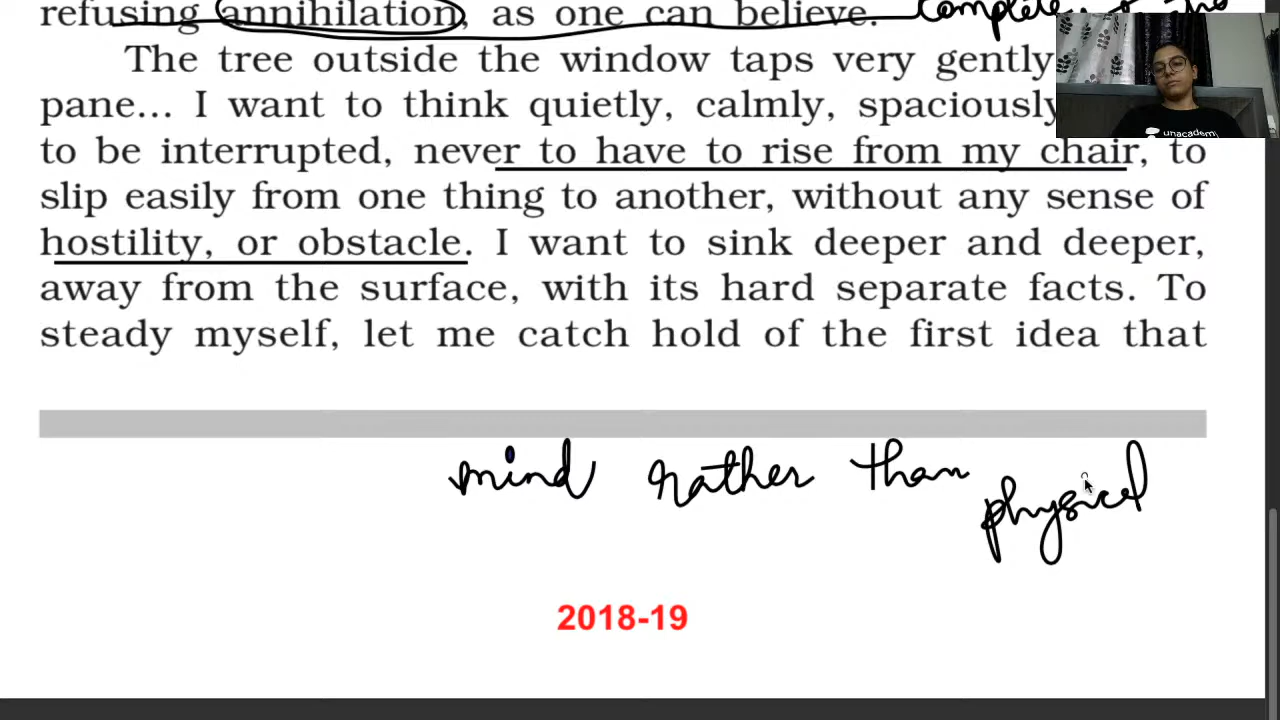 refusing annihilation, as one can believe. complete
The tree outside the window taps very gently
pane... I want to think quietly, calmly, spaciously
to be interrupted, never to have to rise from my chair, to
slip easily from one thing to another, without any sense of
hostility, or obstacle. I want to sink deeper and deeper,
away from the surface, with its hard separate facts. To
steady myself, let me catch hold of the first idea that
mind rather than physical
2018-19
unacademy